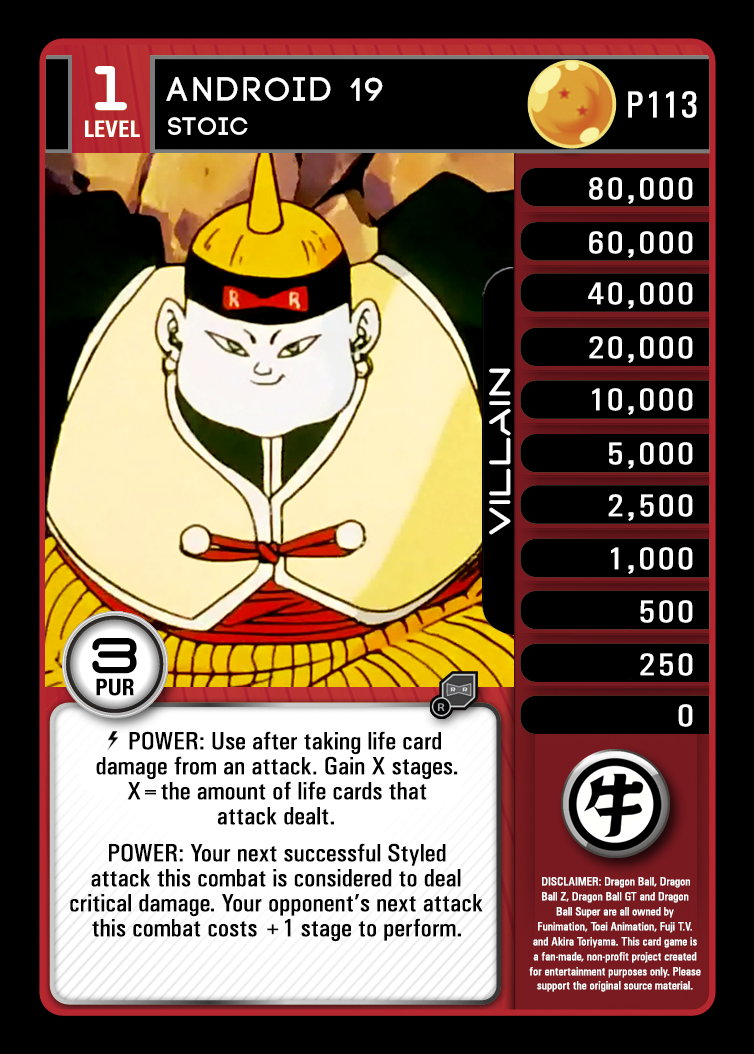 1
LEVEL
ANDROID 19
STOIC
P113
80,000
60,000
40,000
20,000
10,000
5,000
2,500
1,000
500
250
0
R R
VILLAIN
3
PUR
R R
R
POWER: Use after taking life card
damage from an attack. Gain X stages.
X = the amount of life cards that
attack dealt.
POWER: Your next successful Styled
attack this combat is considered to deal
critical damage. Your opponent's next attack
this combat costs +1 stage to perform.
牛
DISCLAIMER: Dragon Ball, Dragon
Ball Z, Dragon Ball GT and Dragon
Ball Super are all owned by
Funimation, Toei Animation, Fuji T.V.
and Akira Toriyama. This card game is
a fan-made, non-profit project created
for entertainment purposes only. Please
support the original source material.